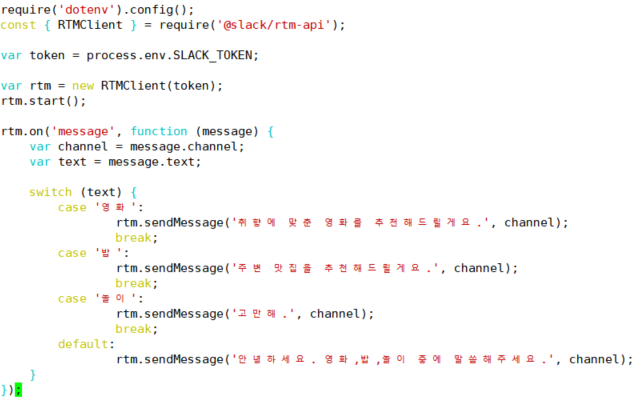 require('dotenv').config();
const { RTMClient } = require('@slack/rtm-api');

var token = process.env.SLACK_TOKEN;

var rtm = new RTMClient(token);
rtm.start();

rtm.on('message', function (message) {
    var channel = message.channel;
    var text = message.text;

    switch (text) {
        case '영화':
                rtm.sendMessage('취향에 맞춘 영화를 추천해드릴게요.', channel);
                break;
        case '밥':
                rtm.sendMessage('주변 맛집을 추천해드릴게요.', channel);
                break;
        case '놀이':
                rtm.sendMessage('고만해.', channel);
                break;
        default:
                rtm.sendMessage('안녕하세요. 영화,밥,놀이 중에 말씀해주세요.', channel);
    }
});